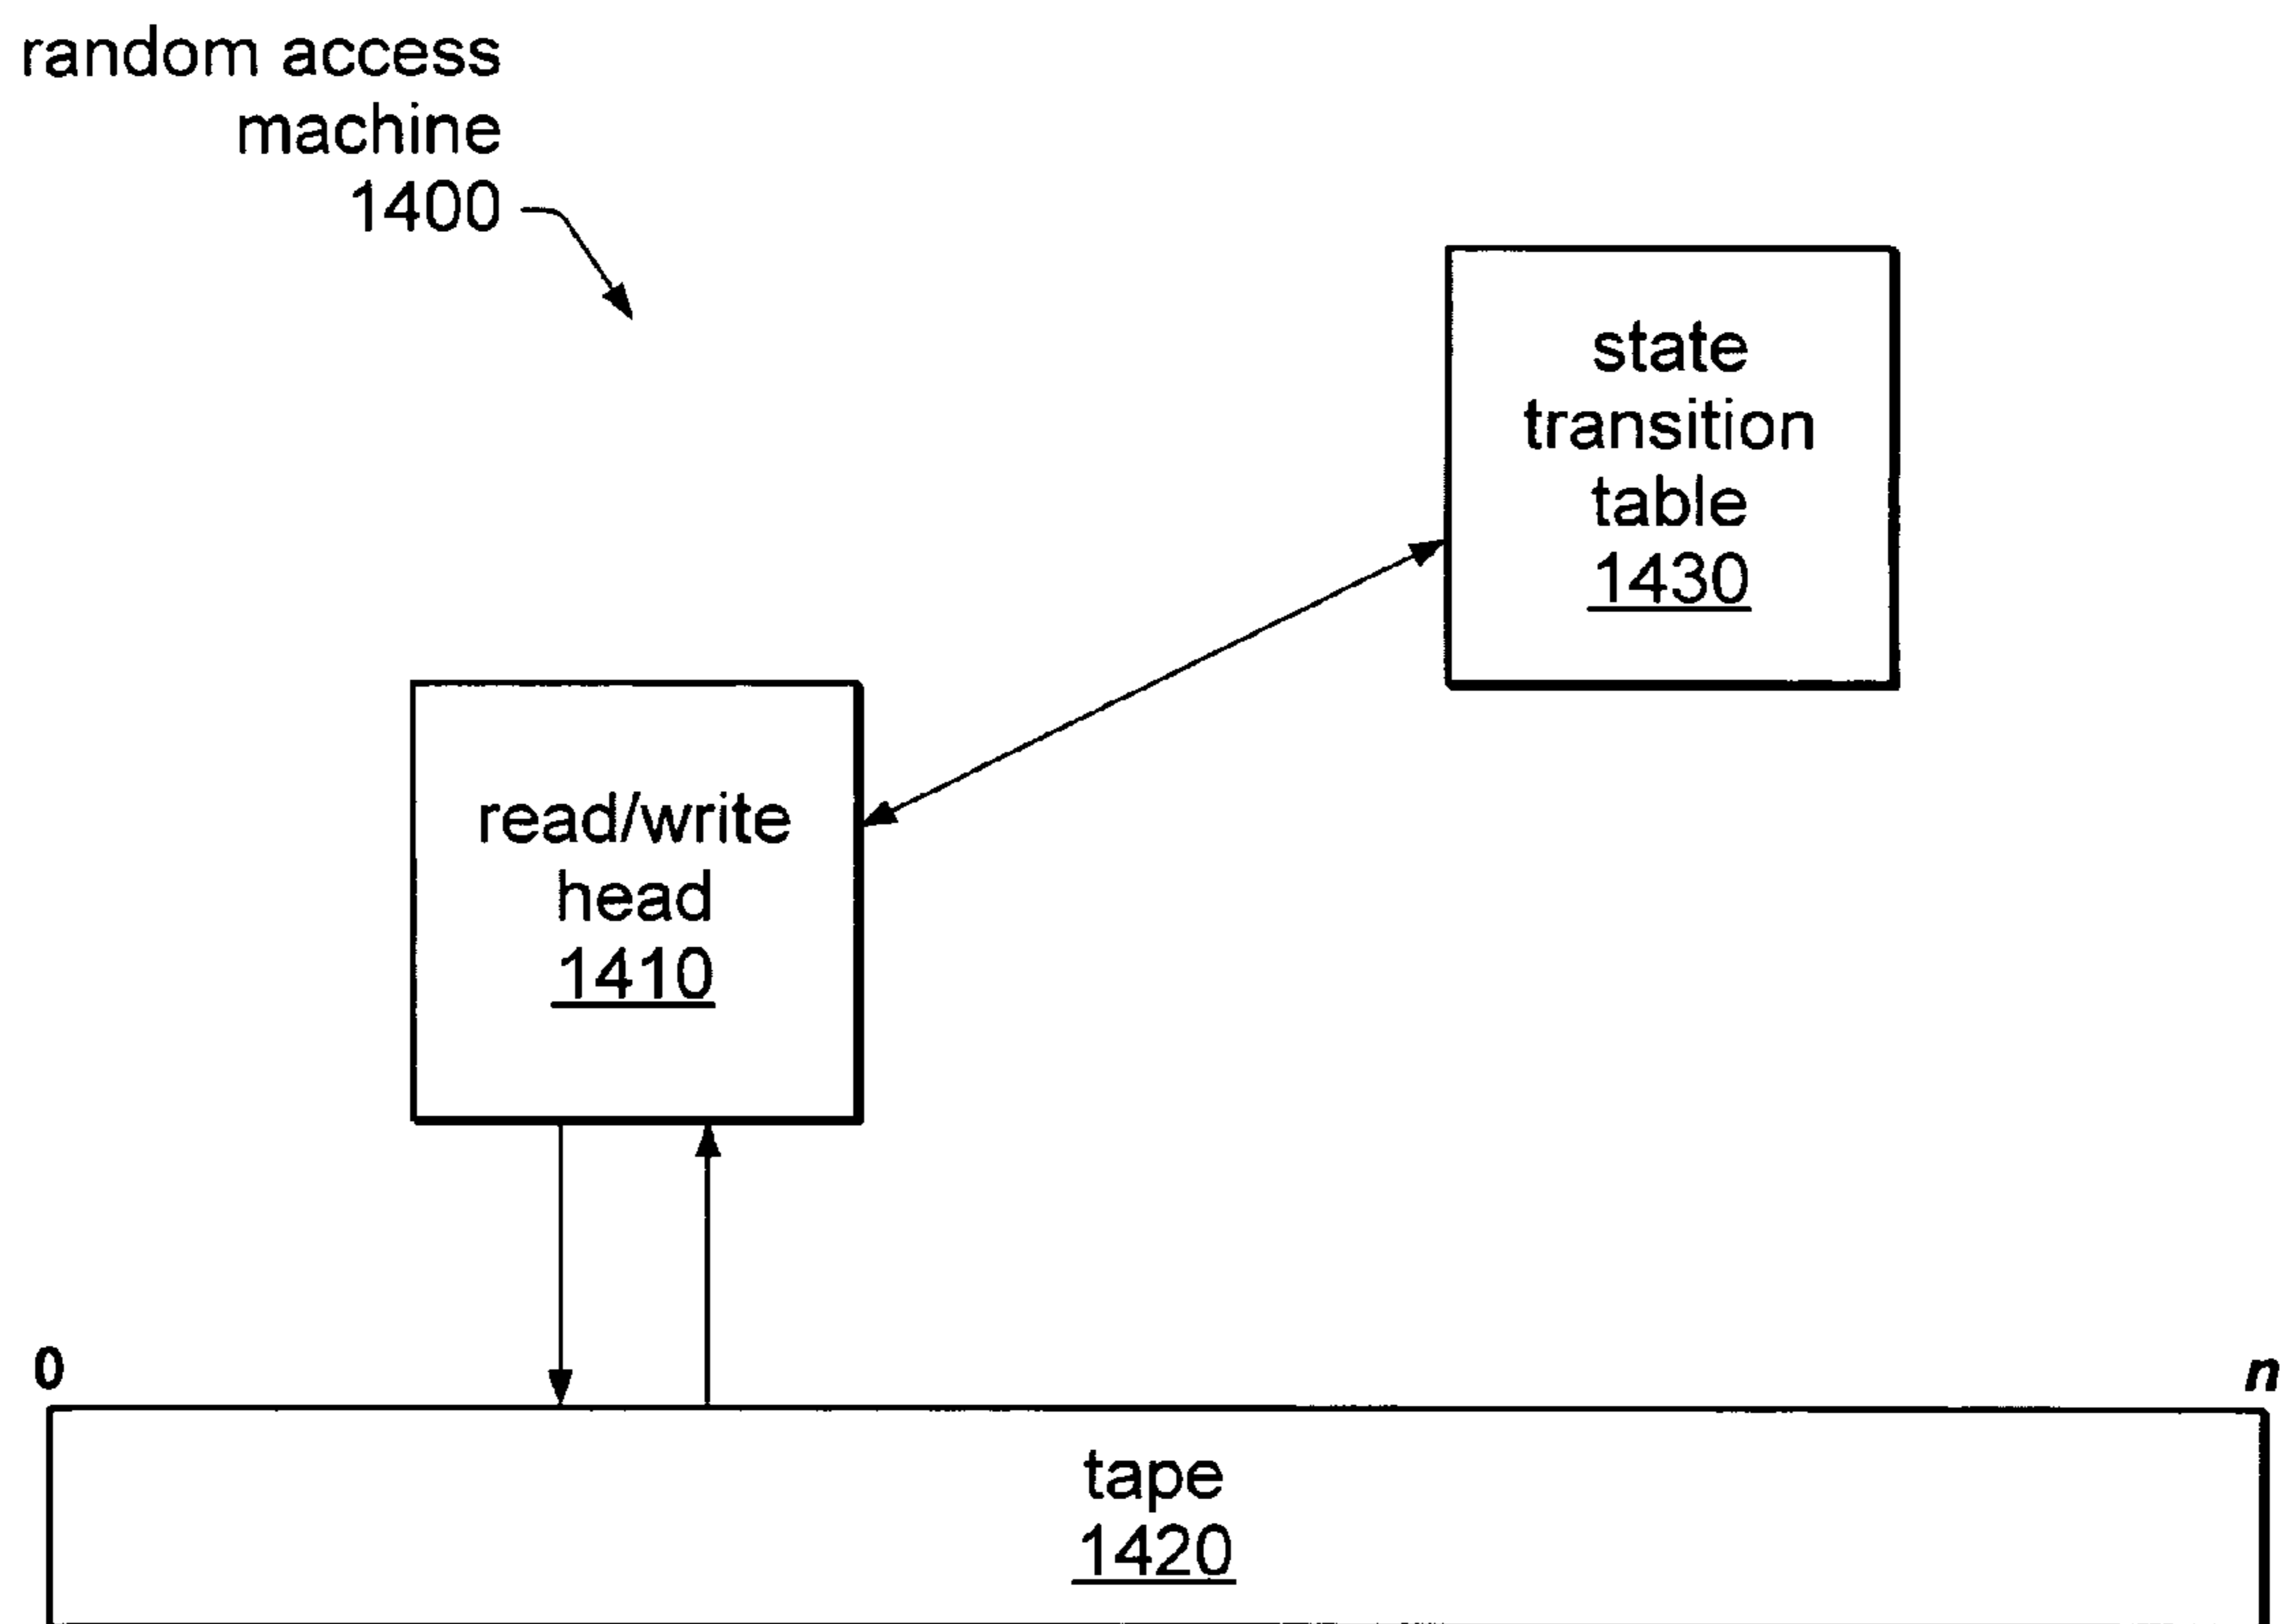 random access
machine
1400
state
transition
table
1430
read/write
head
1410
0
n
tape
1420